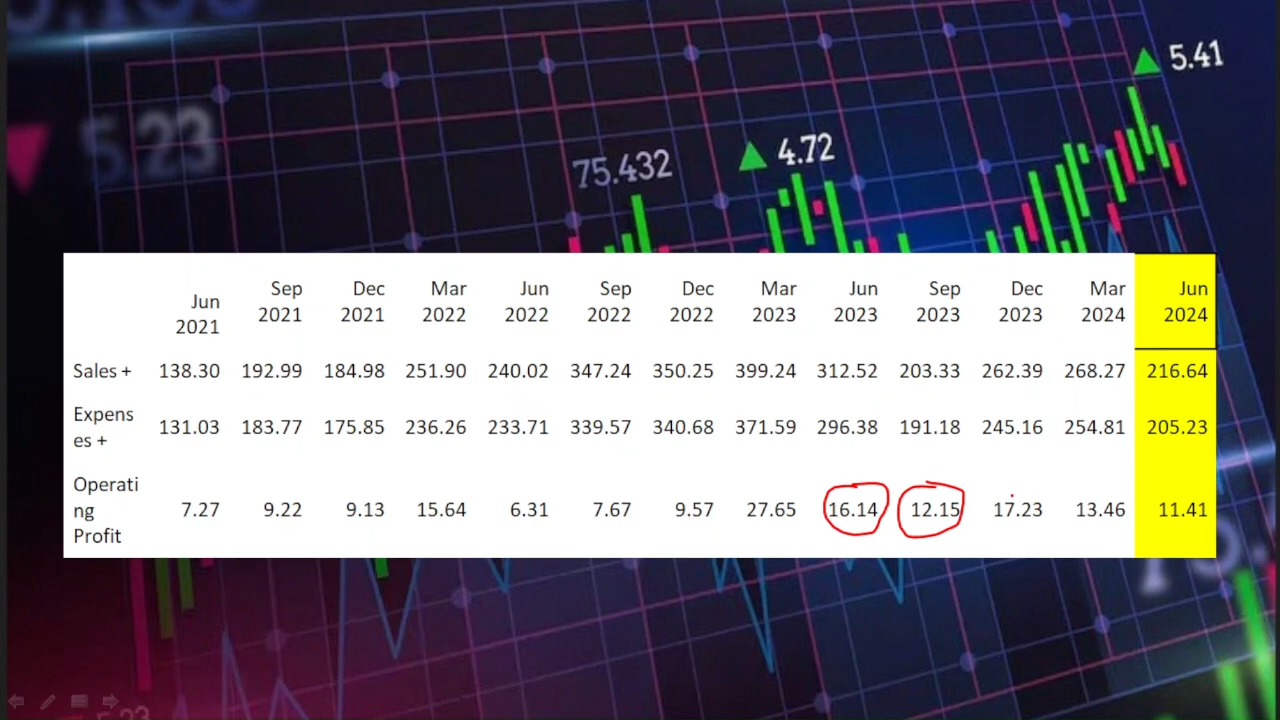 5.23
75.432
4.72
5.41
Jun 2021 Sep 2021 Dec 2021 Mar 2022 Jun 2022 Sep 2022 Dec 2022 Mar 2023 Jun 2023 Sep 2023 Dec 2023 Mar 2024 Jun 2024
Sales + 138.30 192.99 184.98 251.90 240.02 347.24 350.25 399.24 312.52 203.33 262.39 268.27 216.64
Expens
es + 131.03 183.77 175.85 236.26 233.71 339.57 340.68 371.59 296.38 191.18 245.16 254.81 205.23
Operati
ng 7.27 9.22 9.13 15.64 6.31 7.67 9.57 27.65 16.14 12.15 17.23 13.46 11.41
Profit